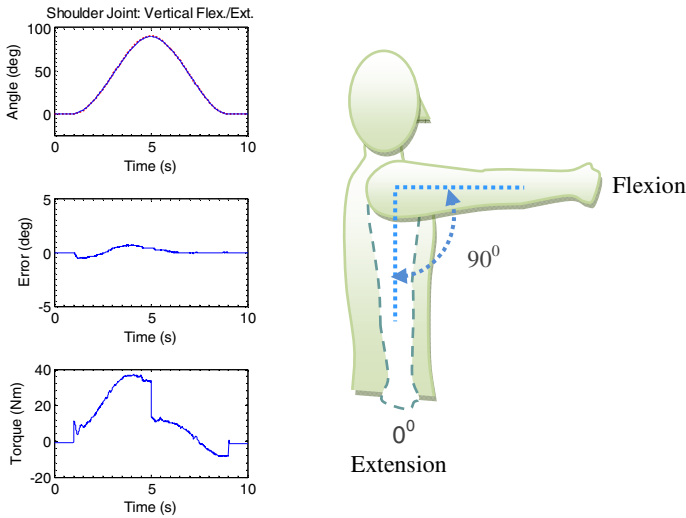 Shoulder Joint: Vertical Flex./Ext.
Angle (deg)
100
50
0
0
5
10
Time (s)
Error (deg)
5
0
-5
0
5
10
Time (s)
Torque (Nm)
40
20
0
-20
0
5
10
Time (s)
Flexion
90⁰
0⁰
Extension